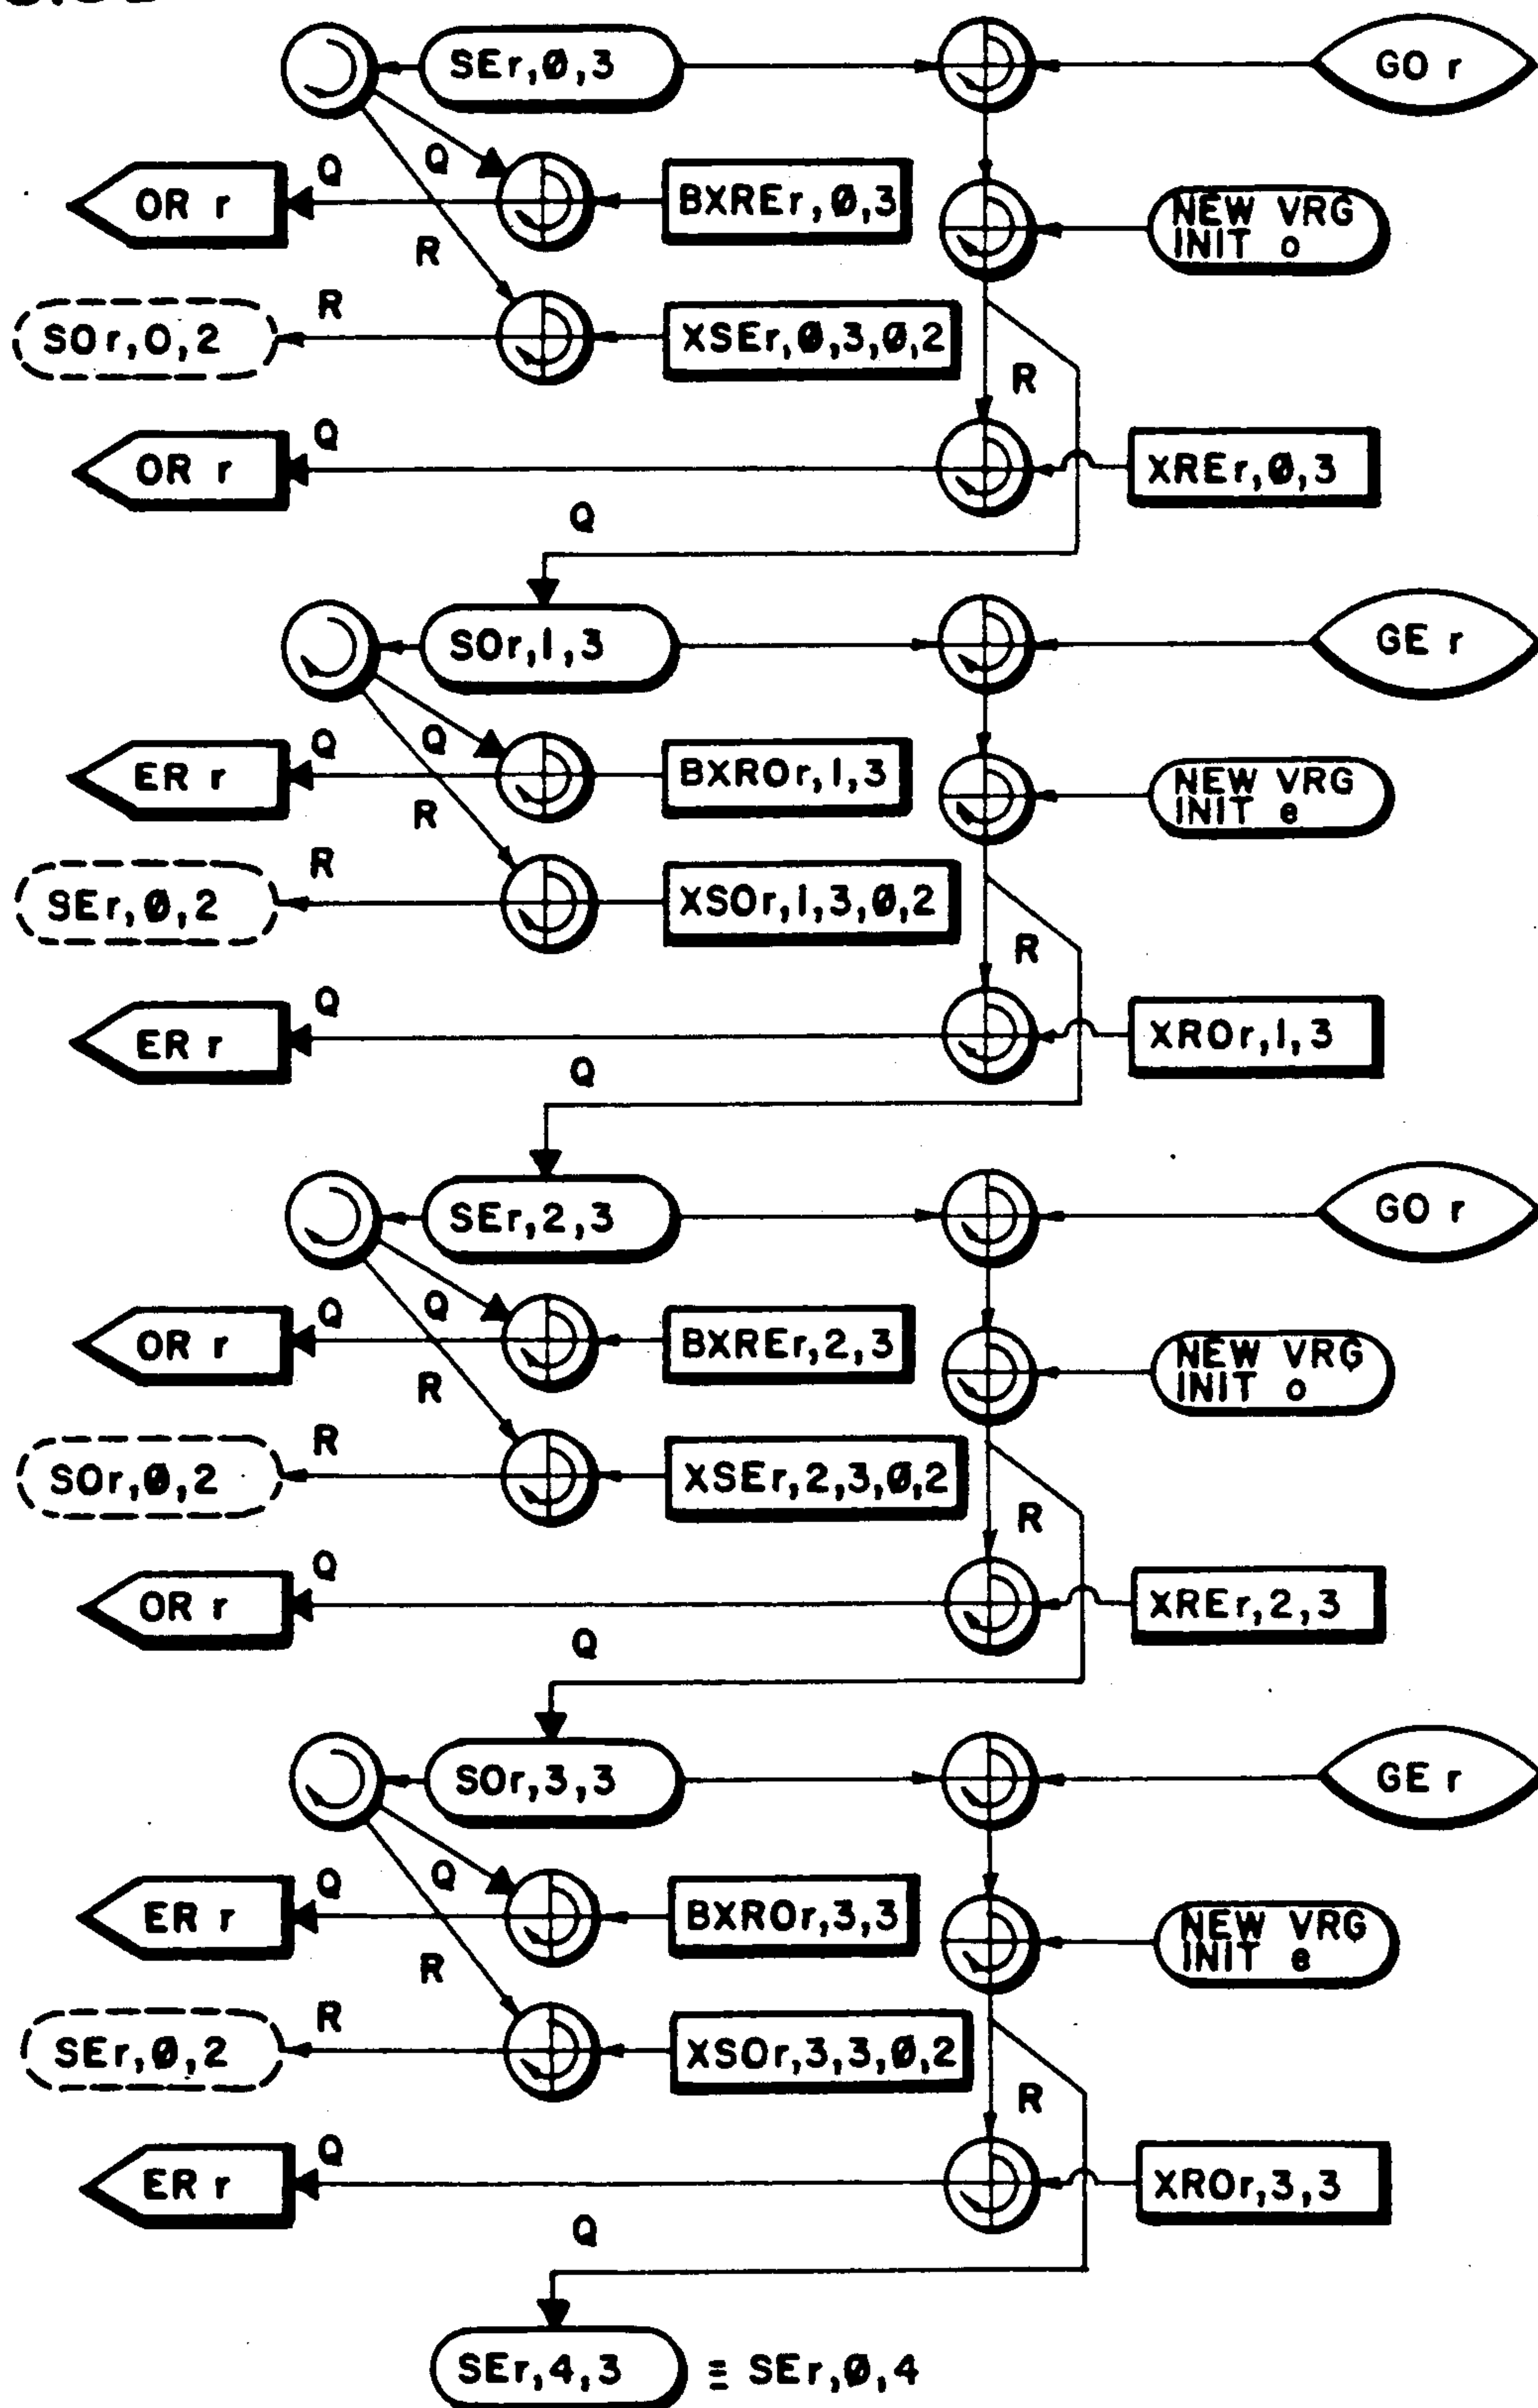 SEr,Ø,3
GO r
Q
Q
OR r
BXREr,Ø,3
NEW VRG
INIT o
R
R
SOr,O,2
XSEr,Ø,3,Ø,2
R
Q
OR r
XREr,Ø,3
Q
SOr,1,3
GE r
Q
Q
ER r
BXROr,1,3
NEW VRG
INIT e
R
R
SEr,Ø,2
XSOr,1,3,Ø,2
R
Q
ER r
XROr,1,3
Q
SEr,2,3
GO r
Q
Q
OR r
BXREr,2,3
NEW VRG
INIT o
R
R
SOr,Ø,2
XSEr,2,3,Ø,2
R
Q
OR r
XREr,2,3
Q
SOr,3,3
GE r
Q
Q
ER r
BXROr,3,3
NEW VRG
INIT e
R
R
SEr,Ø,2
XSOr,3,3,Ø,2
R
Q
ER r
XROr,3,3
Q
SEr,4,3 ≡ SEr,Ø,4